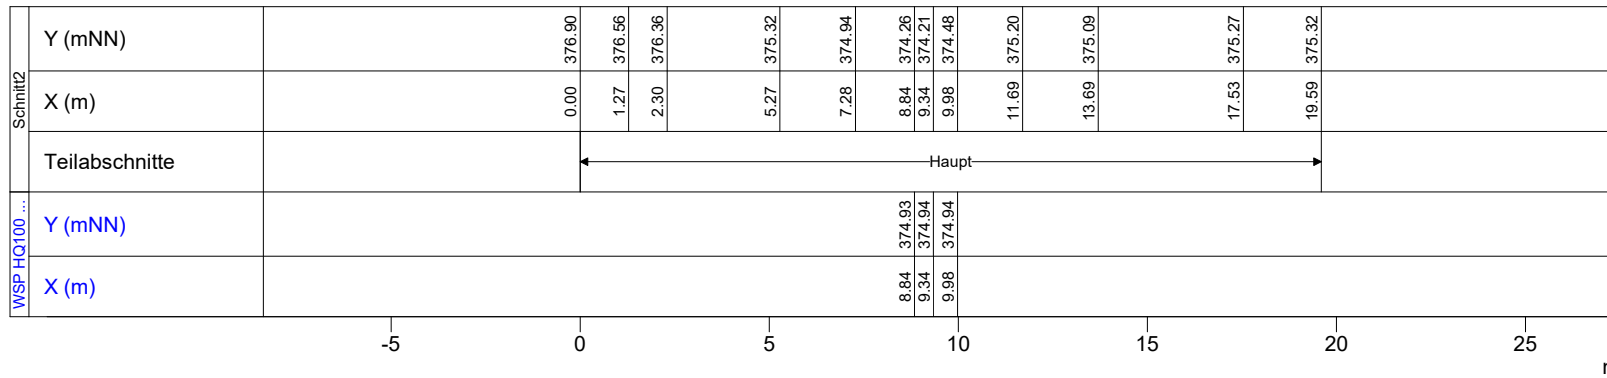 Schnitt2
Y (mNN) 376.90 376.56 376.36 375.32 374.94 374.26 374.21 374.48 375.20 375.09 375.27 375.32
X (m) 0.00 1.27 2.30 5.27 7.28 8.84 9.34 9.98 11.69 13.69 17.53 19.59
Teilabschnitte Haupt
WSP HQ100 ...
Y (mNN) 374.93 374.94 374.94
X (m) 8.84 9.34 9.98
-5 0 5 10 15 20 25